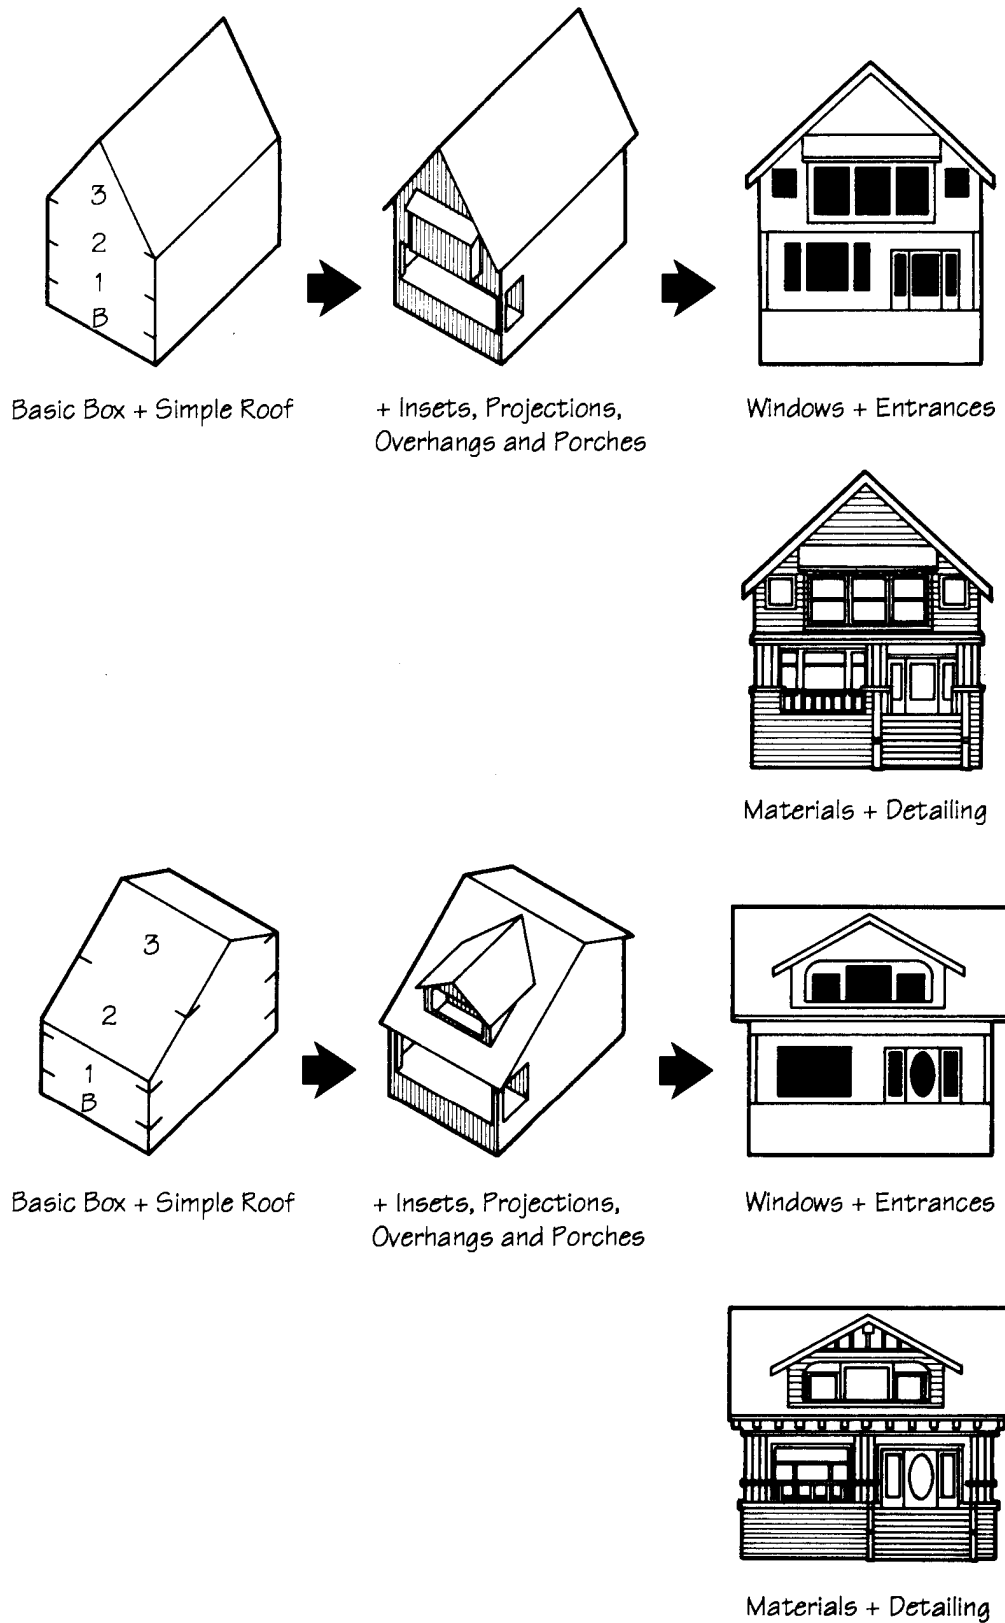 3
2
1
B
Basic Box + Simple Roof
+ Insets, Projections,
Overhangs and Porches
Windows + Entrances
Materials + Detailing
3
2
1
B
Basic Box + Simple Roof
+ Insets, Projections,
Overhangs and Porches
Windows + Entrances
Materials + Detailing